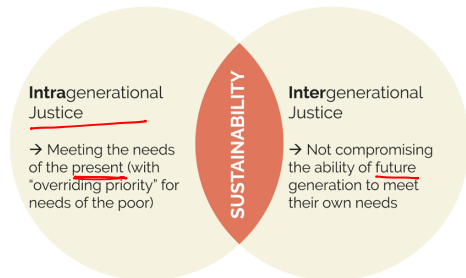 Intragenerational
Justice
→ Meeting the needs
of the present (with
“overriding priority” for
needs of the poor)
SUSTAINABILITY
Intergenerational
Justice
→ Not compromising
the ability of future
generation to meet
their own needs